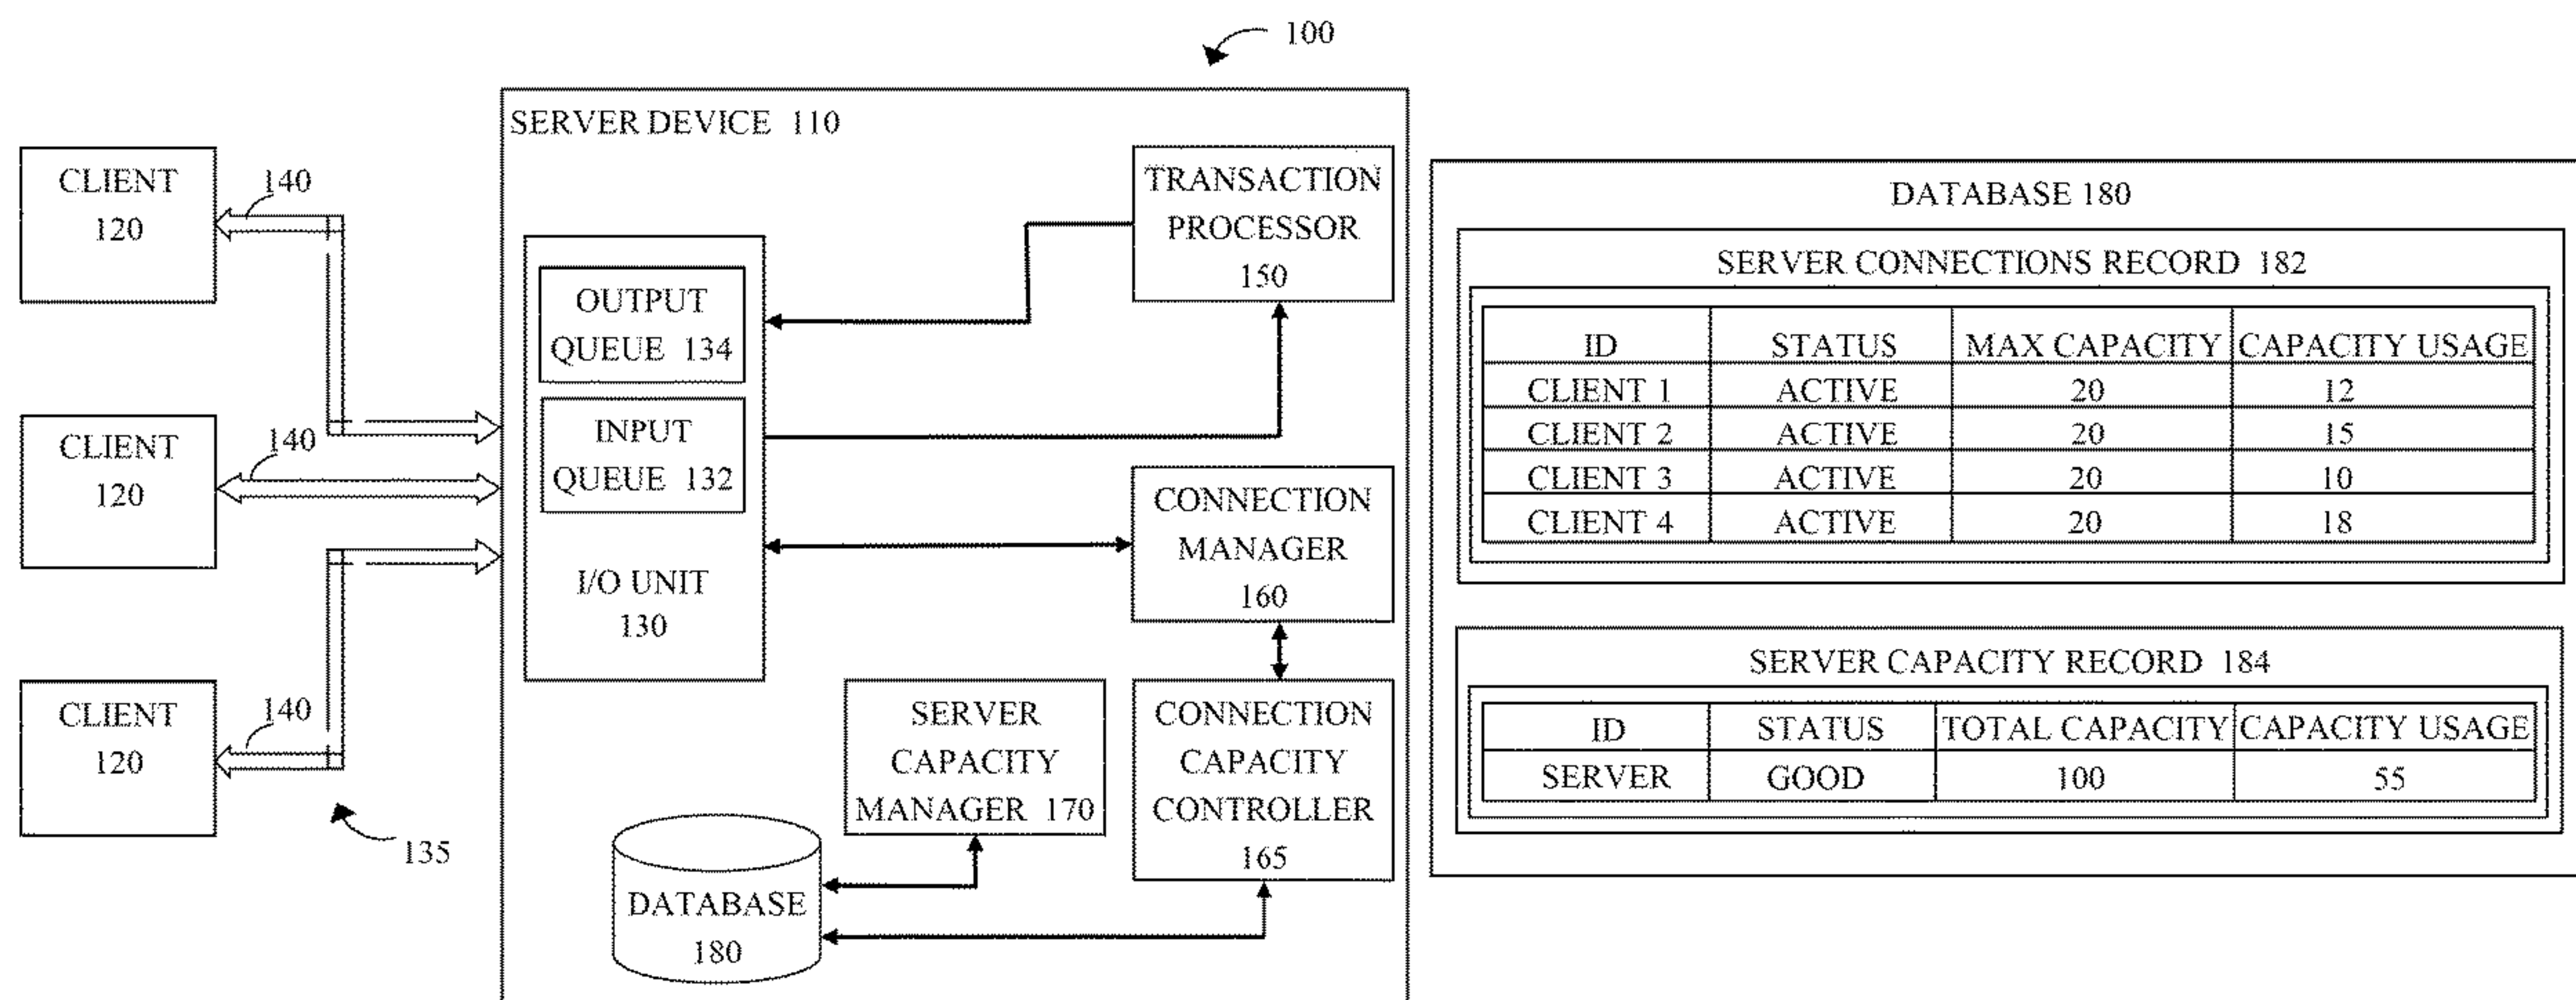 100
SERVER DEVICE 110
CLIENT
120
140
CLIENT
120
140
CLIENT
120
140
135
OUTPUT
QUEUE 134
INPUT
QUEUE 132
I/O UNIT
130
TRANSACTION
PROCESSOR
150
CONNECTION
MANAGER
160
SERVER
CAPACITY
MANAGER 170
CONNECTION
CAPACITY
CONTROLLER
165
DATABASE
180
DATABASE 180
SERVER CONNECTIONS RECORD 182
ID STATUS MAX CAPACITY CAPACITY USAGE
CLIENT 1 ACTIVE 20 12
CLIENT 2 ACTIVE 20 15
CLIENT 3 ACTIVE 20 10
CLIENT 4 ACTIVE 20 18
SERVER CAPACITY RECORD 184
ID STATUS TOTAL CAPACITY CAPACITY USAGE
SERVER GOOD 100 55